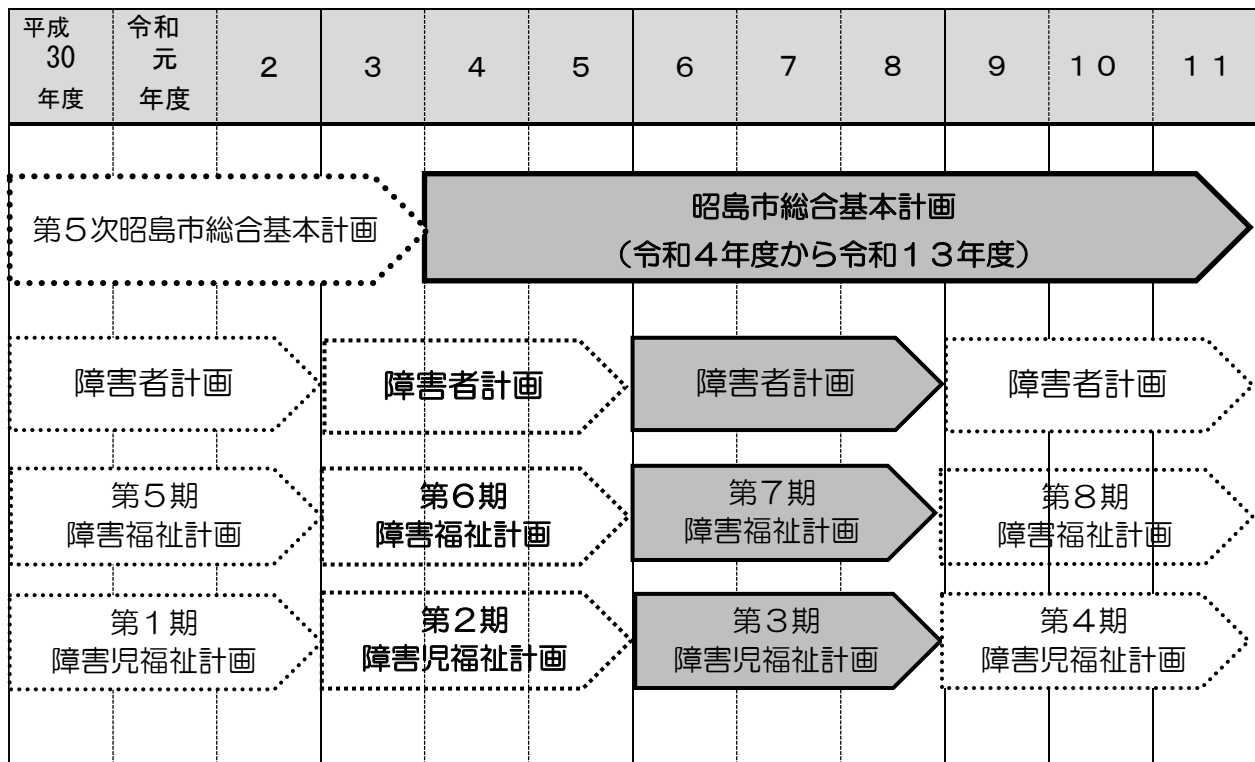 平成 令和
30 元 ２ ３ ４ ５ ６ ７ ８ ９ １０ １１
年度 年度
第５次昭島市総合基本計画
昭島市総合基本計画
（令和４年度から令和１３年度）
障害者計画 障害者計画 障害者計画 障害者計画
第５期 第６期 第７期 第８期
障害福祉計画 障害福祉計画 障害福祉計画 障害福祉計画
第１期 第２期 第３期 第４期
障害児福祉計画 障害児福祉計画 障害児福祉計画 障害児福祉計画